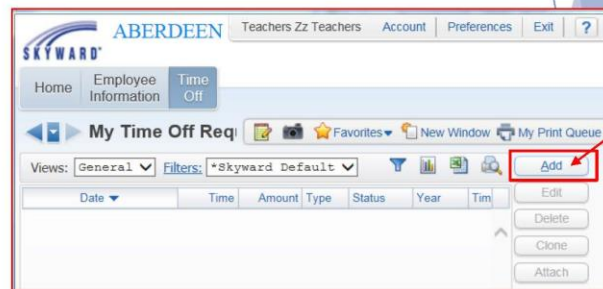 SKYWARD® ABERDEEN Teachers Zz Teachers Account Preferences Exit ?
Home Employee Information Time Off
My Time Off Req Favorites New Window My Print Queue
Views: General Filters: *Skyward Default Add
Date Time Amount Type Status Year Tim Edit
Delete
Clone
Attach